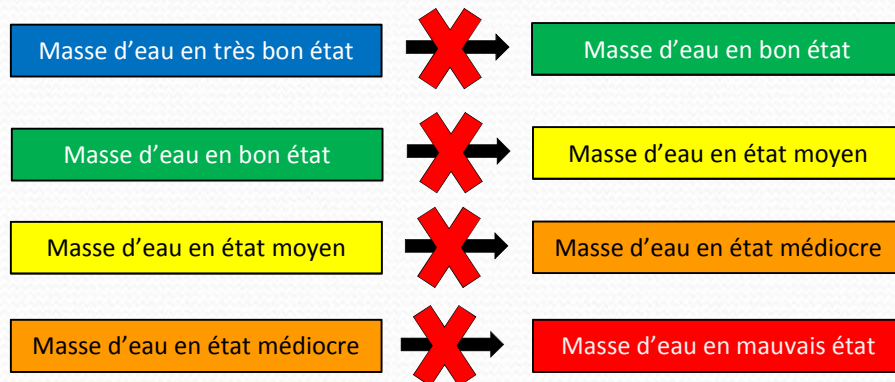 Masse d’eau en très bon état
Masse d’eau en bon état
Masse d’eau en bon état
Masse d’eau en état moyen
Masse d’eau en état moyen
Masse d’eau en état médiocre
Masse d’eau en état médiocre
Masse d’eau en mauvais état